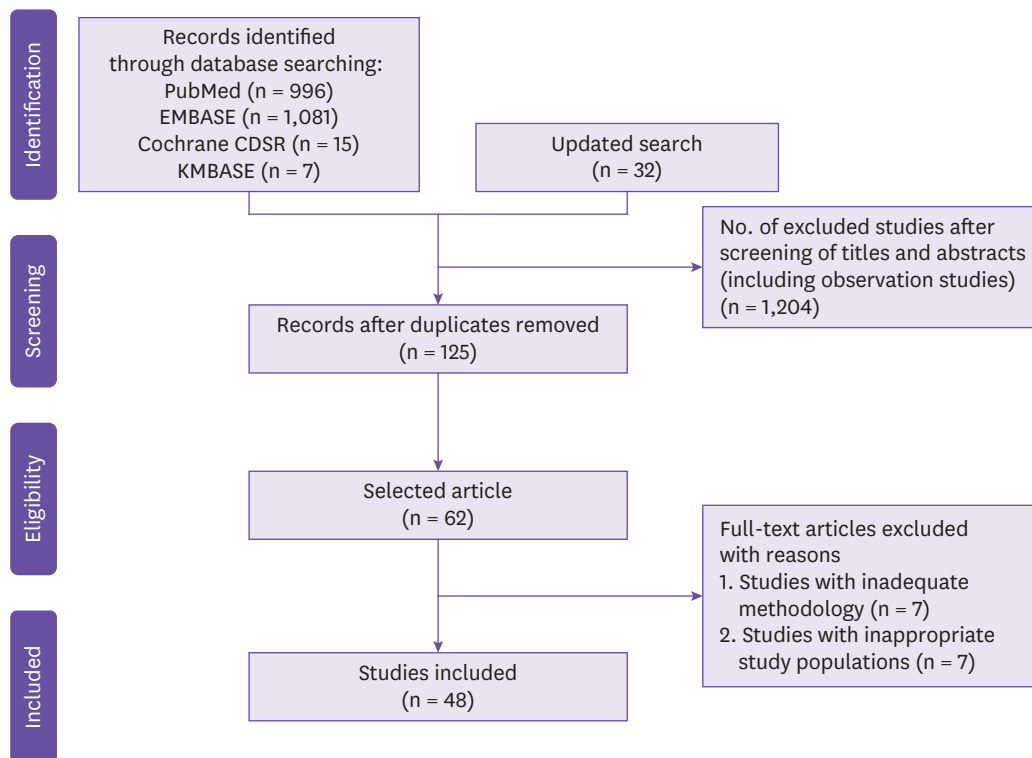 Identification
Records identified
through database searching:
PubMed (n = 996)
EMBASE (n = 1,081)
Cochrane CDSR (n = 15)
KMBASE (n = 7)
Updated search
(n = 32)
Screening
No. of excluded studies after
screening of titles and abstracts
(including observation studies)
(n = 1,204)
Records after duplicates removed
(n = 125)
Eligibility
Selected article
(n = 62)
Full-text articles excluded
with reasons
1. Studies with inadequate
methodology (n = 7)
2. Studies with inappropriate
study populations (n = 7)
Included
Studies included
(n = 48)